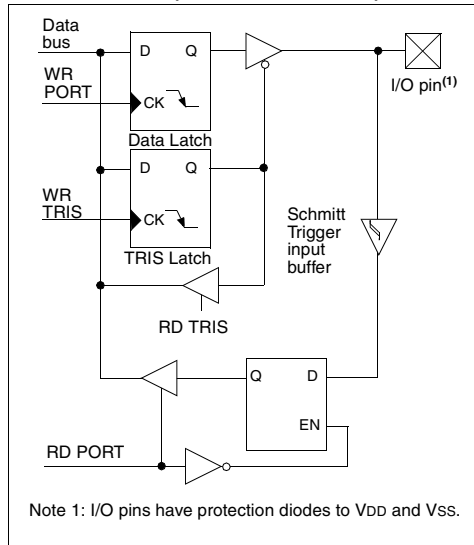 Data
bus
D Q
WR
PORT
CK
I/O pin(1)
Data Latch
D Q
WR
TRIS
CK
Schmitt
Trigger
input
buffer
TRIS Latch
RD TRIS
Q D
EN
RD PORT
Note 1: I/O pins have protection diodes to VDD and VSS.